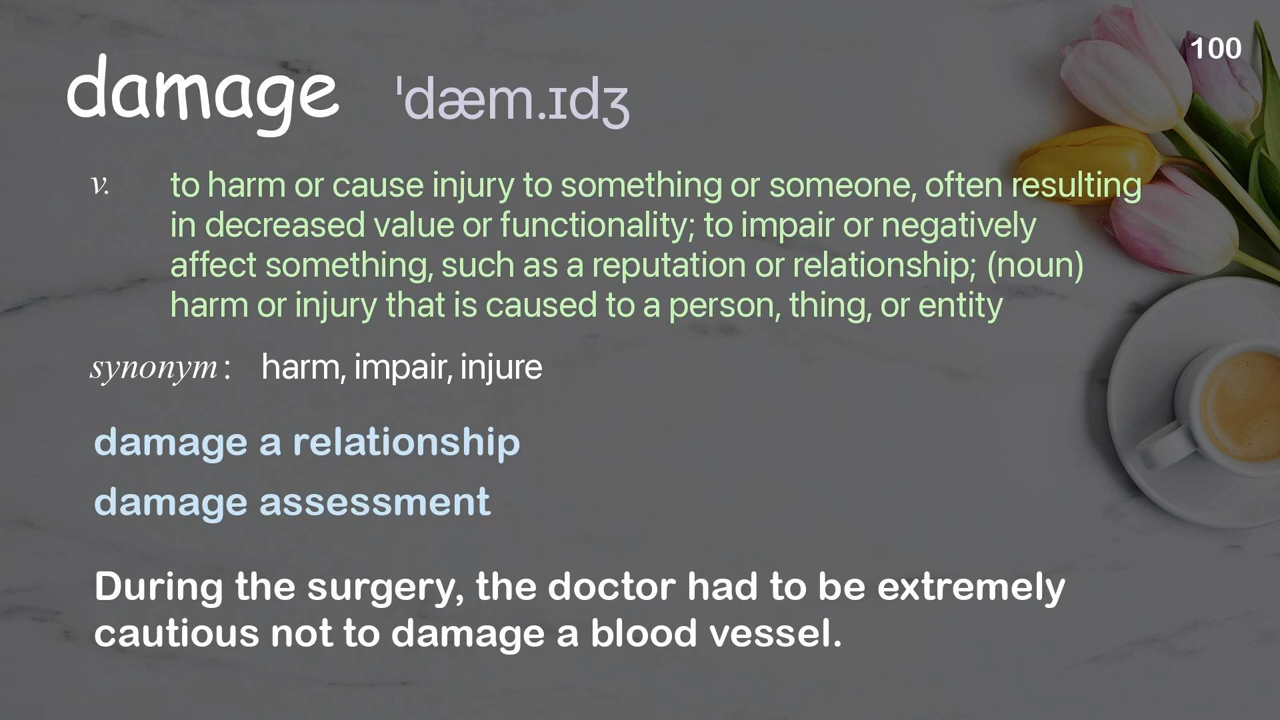 100
damage ˈdæm.ɪdʒ
v. to harm or cause injury to something or someone, often resulting
in decreased value or functionality; to impair or negatively
affect something, such as a reputation or relationship; (noun)
harm or injury that is caused to a person, thing, or entity
synonym: harm, impair, injure
damage a relationship
damage assessment
During the surgery, the doctor had to be extremely
cautious not to damage a blood vessel.